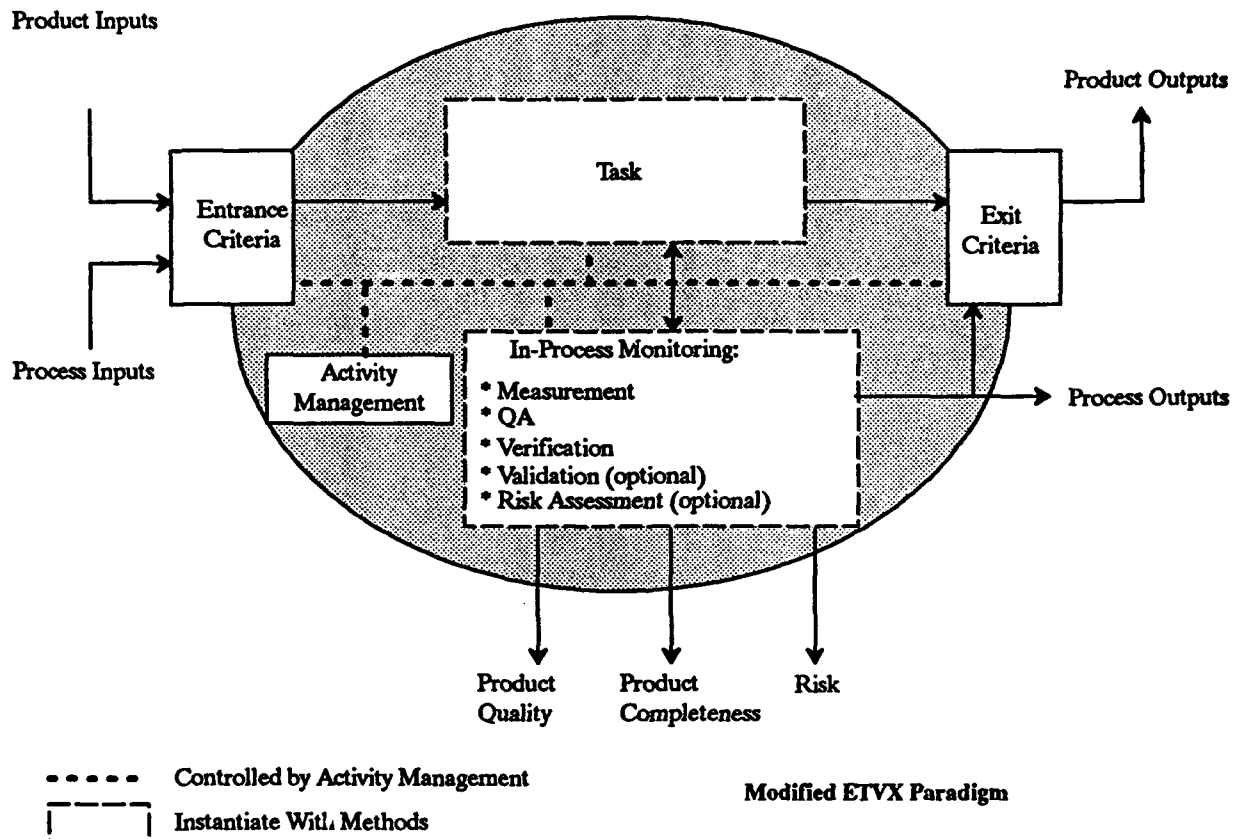 Product Inputs
Product Outputs
Task
Entrance
Criteria
Exit
Criteria
In-Process Monitoring:
Process Inputs
Activity
Management
* Measurement
* QA
* Verification
* Validation (optional)
* Risk Assessment (optional)
Process Outputs
Product
Quality
Product
Completeness
Risk
Controlled by Activity Management
Modified ETVX Paradigm
Instantiate With Methods